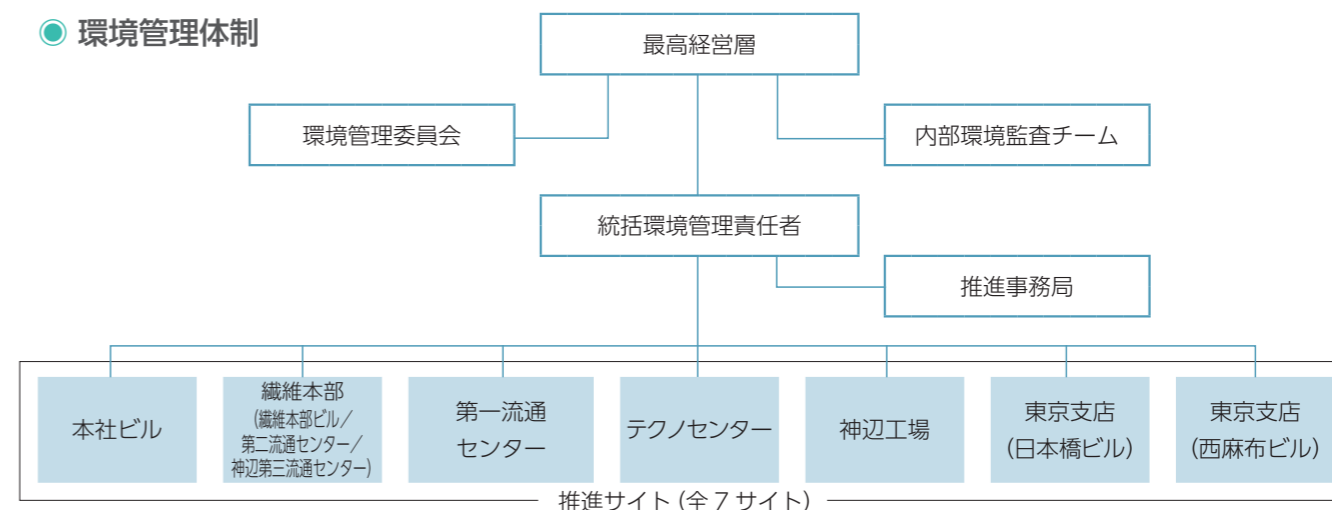 環境管理体制
最高経営層
環境管理委員会
内部環境監査チーム
統括環境管理責任者
推進事務局
本社ビル
繊維本部
(繊維本部ビル/
第二流通センター/
神辺第三流通センター)
第一流通
センター
テクノセンター
神辺工場
東京支店
(日本橋ビル)
東京支店
(西麻布ビル)
推進サイト (全 7 サイト)